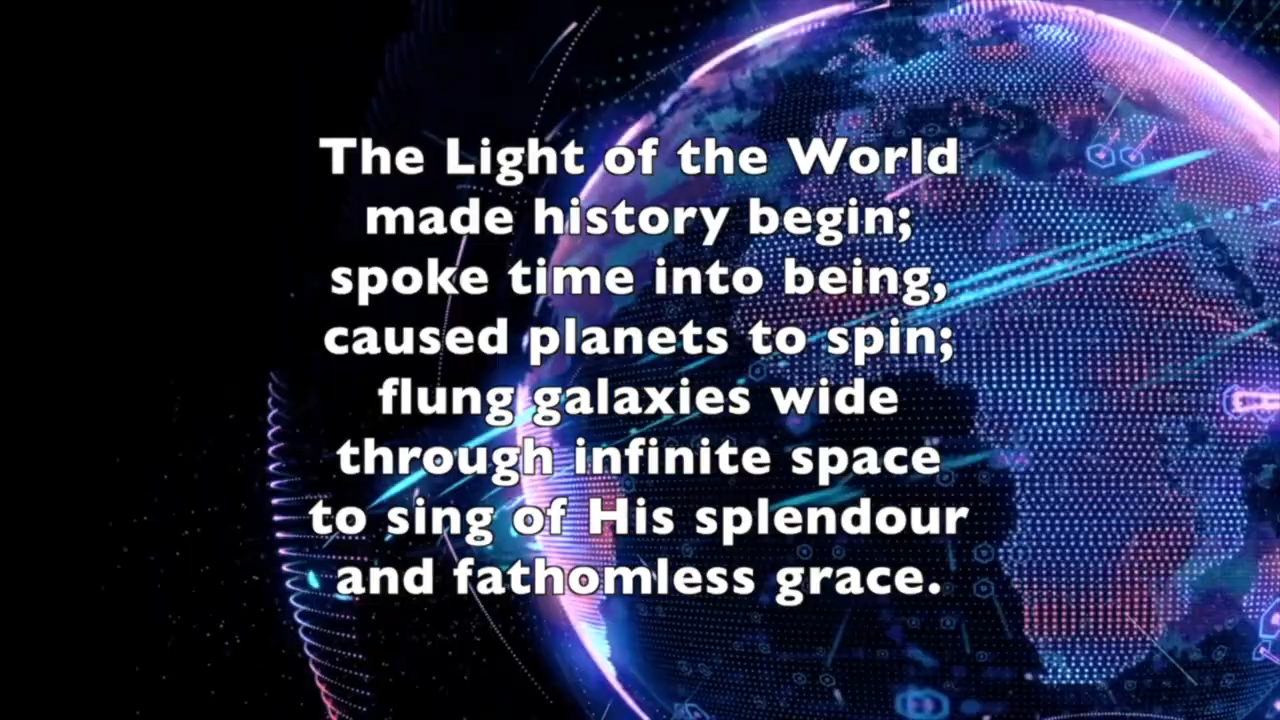 The Light of the World
made history begin;
spoke time into being,
caused planets to spin;
flung galaxies wide
through infinite space
to sing of His splendour
and fathomless grace.